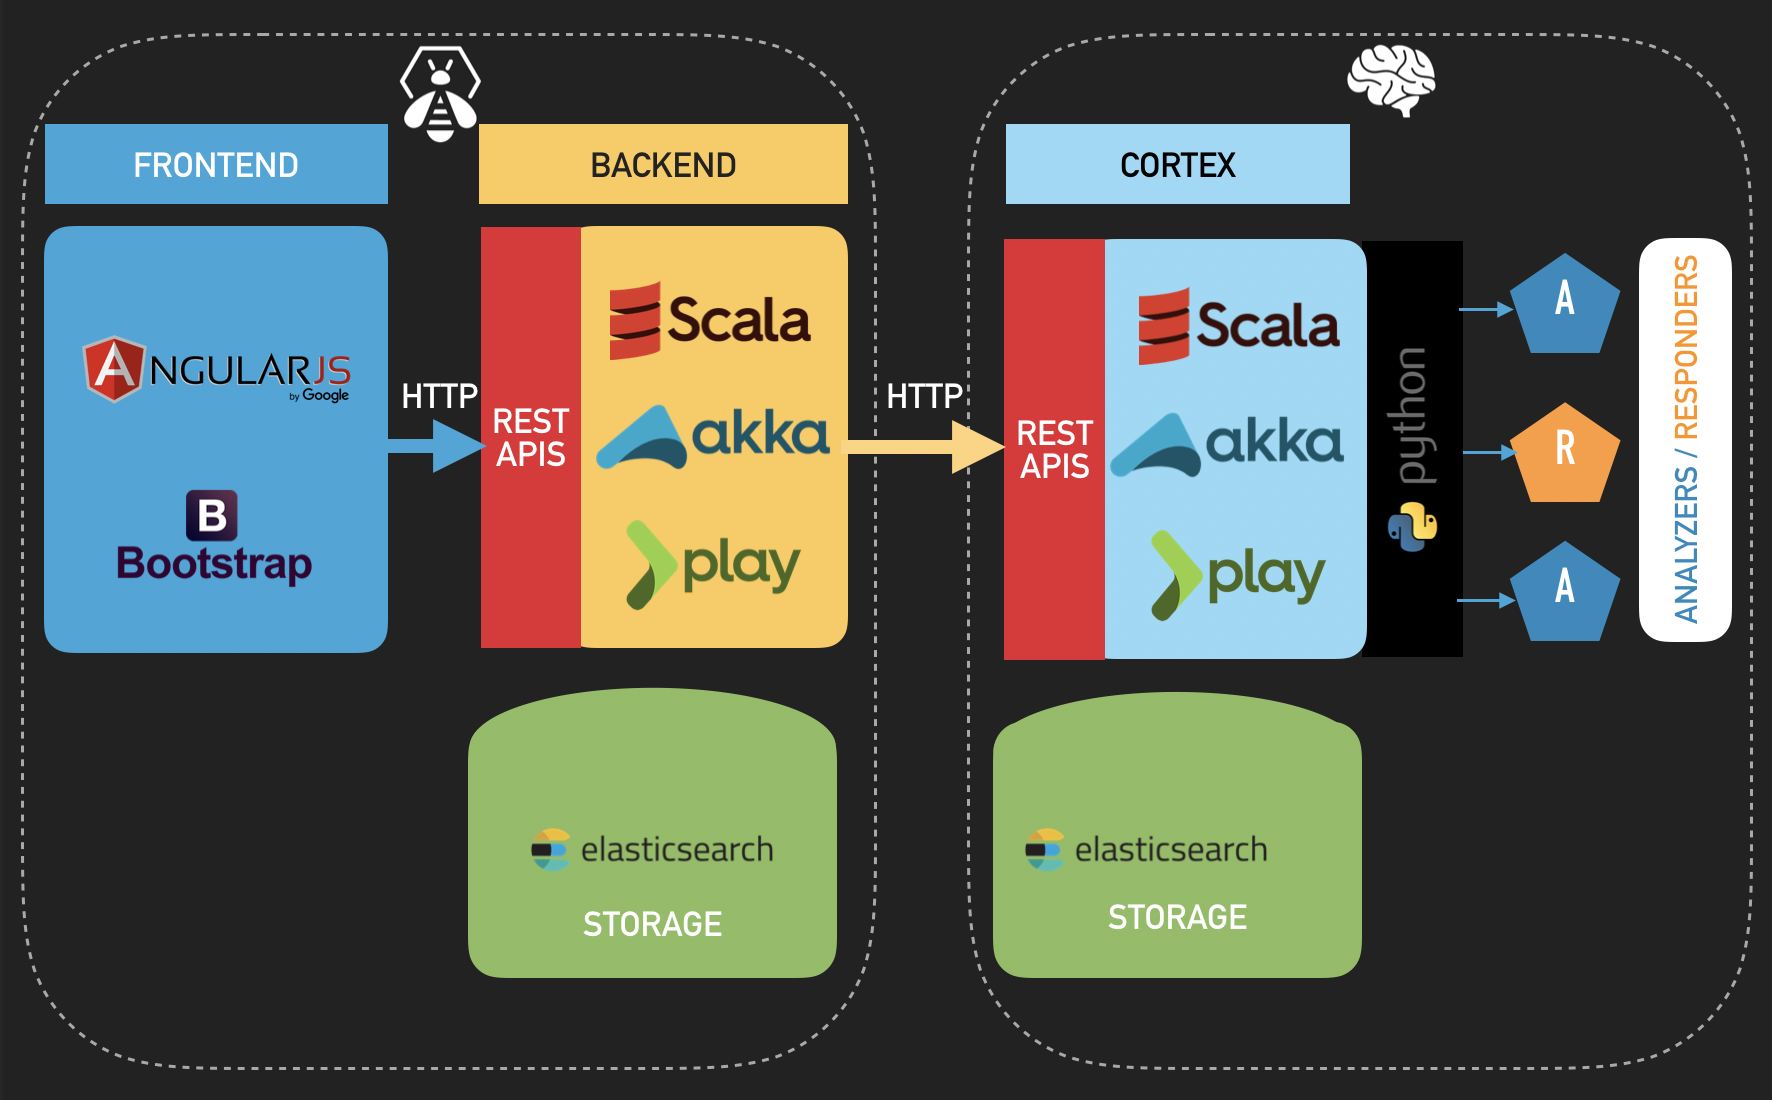 FRONTEND
BACKEND
CORTEX
ANGULARJS
by Google
Bootstrap
HTTP
REST
APIS
Scala
akka
play
HTTP
REST
APIS
Scala
akka
play
python
A
R
A
ANALYZERS / RESPONDERS
elasticsearch
STORAGE
elasticsearch
STORAGE